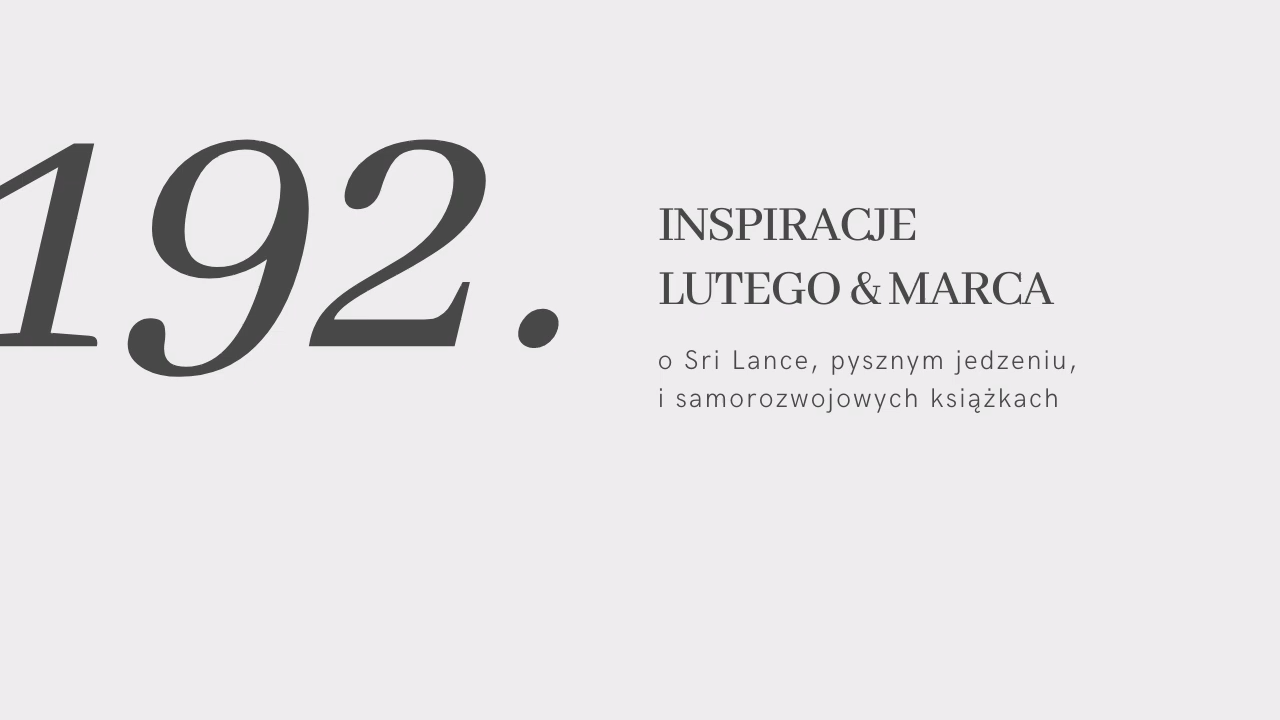 192.
INSPIRACJE
LUTEGO & MARCA
o Sri Lance, pysznym jedzeniu,
i samorozwojowych książkach